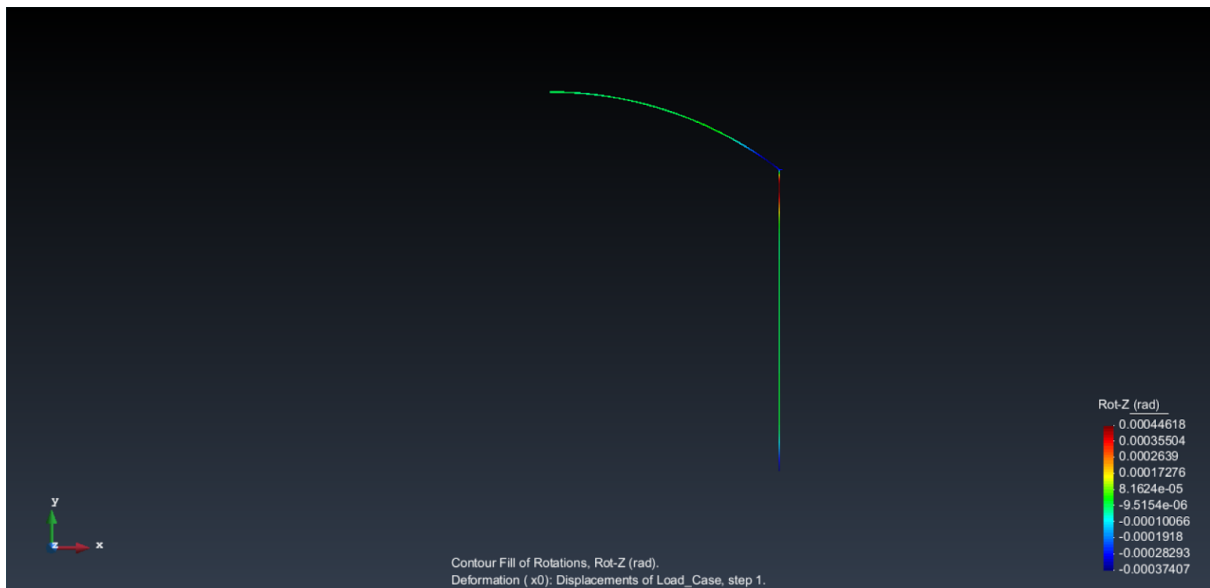 Rot-Z (rad)
0.00044618
0.00035504
0.0002639
0.00017276
8.1624e-05
-9.5154e-06
-0.00010066
-0.0001918
-0.00028293
-0.00037407
y
z
x
Contour Fill of Rotations, Rot-Z (rad).
Deformation ( x0): Displacements of Load_Case, step 1.